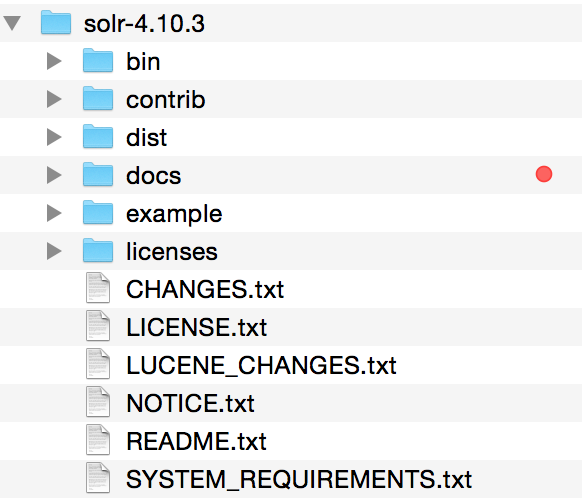 solr-4.10.3
bin
contrib
dist
docs
example
licenses
CHANGES.txt
LICENSE.txt
LUCENE_CHANGES.txt
NOTICE.txt
README.txt
SYSTEM_REQUIREMENTS.txt